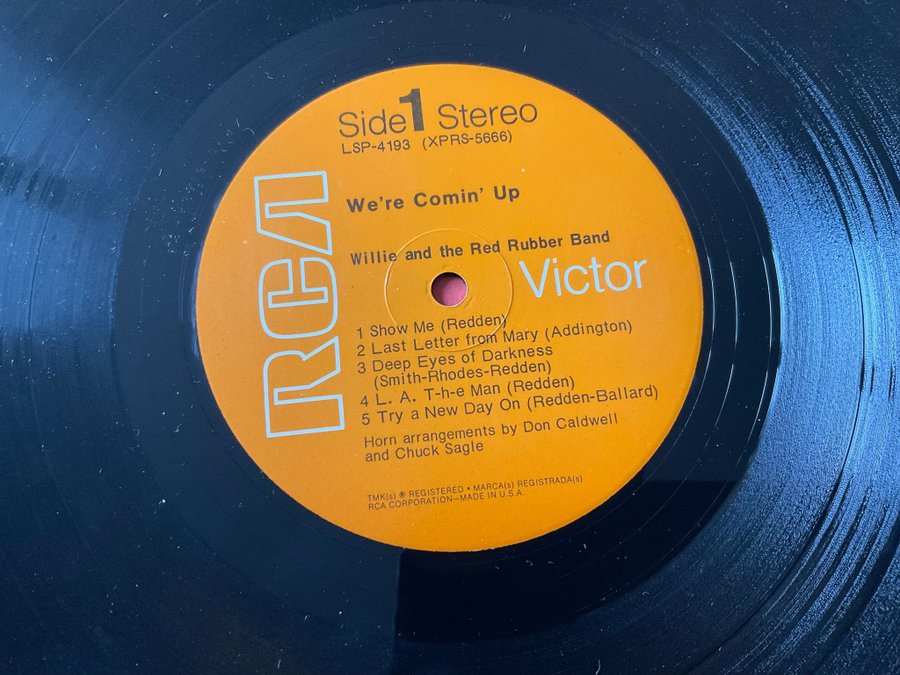 Side 1 Stereo
LSP-4193 (XPRS-5666)
RCA
We're Comin' Up
Willie and the Red Rubber Band
Victor
1 Show Me (Redden)
2 Last Letter from Mary (Addington)
3 Deep Eyes of Darkness
(Smith-Rhodes-Redden)
4 L. A. T-h-e Man (Redden)
5 Try a New Day On (Redden-Ballard)
Horn arrangements by Don Caldwell
and Chuck Sagle
TMK(s) ® REGISTERED • MARCA(s) REGISTRADA(s)
RCA CORPORATION—MADE IN U.S.A.